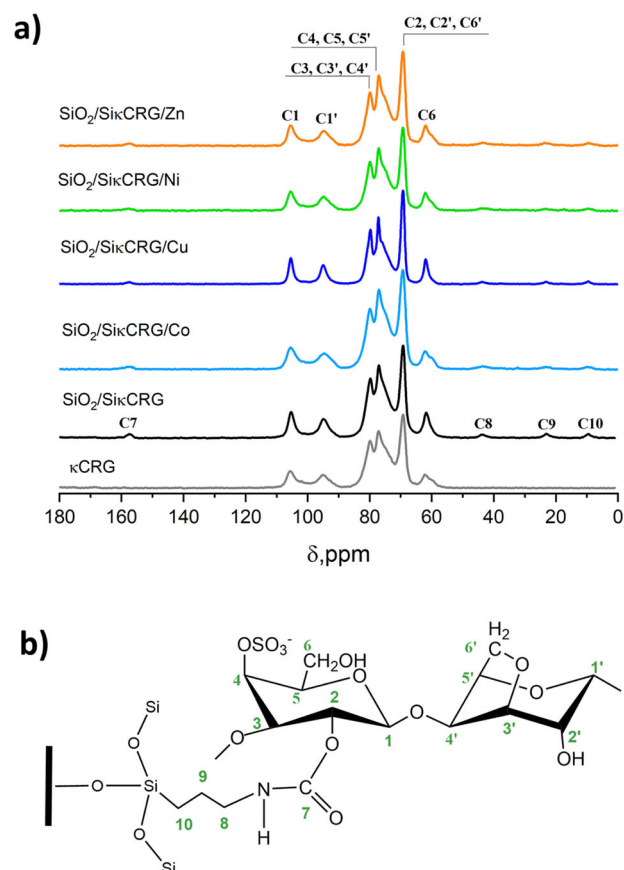 a)
C2, C2', C6'
C4, C5, C5'
C3, C3', C4'
SiO₂/SiκCRG/Zn
C1
C1'
C6
SiO₂/SiκCRG/Ni
SiO₂/SiκCRG/Cu
SiO₂/SiκCRG/Co
SiO₂/SiκCRG
C7
C8
C9
C10
κCRG
180 160 140 120 100 80 60 40 20 0
δ,ppm
b)
H₂
OSO₃⁻
6
6'
C
CH₂OH
1'
4
5'
O
O
5
2
O
3
O
1
O
4'
3'
2'
Si
O
O
OH
O
9
O
Si
N
C
10
8
7
H
O
O
Si